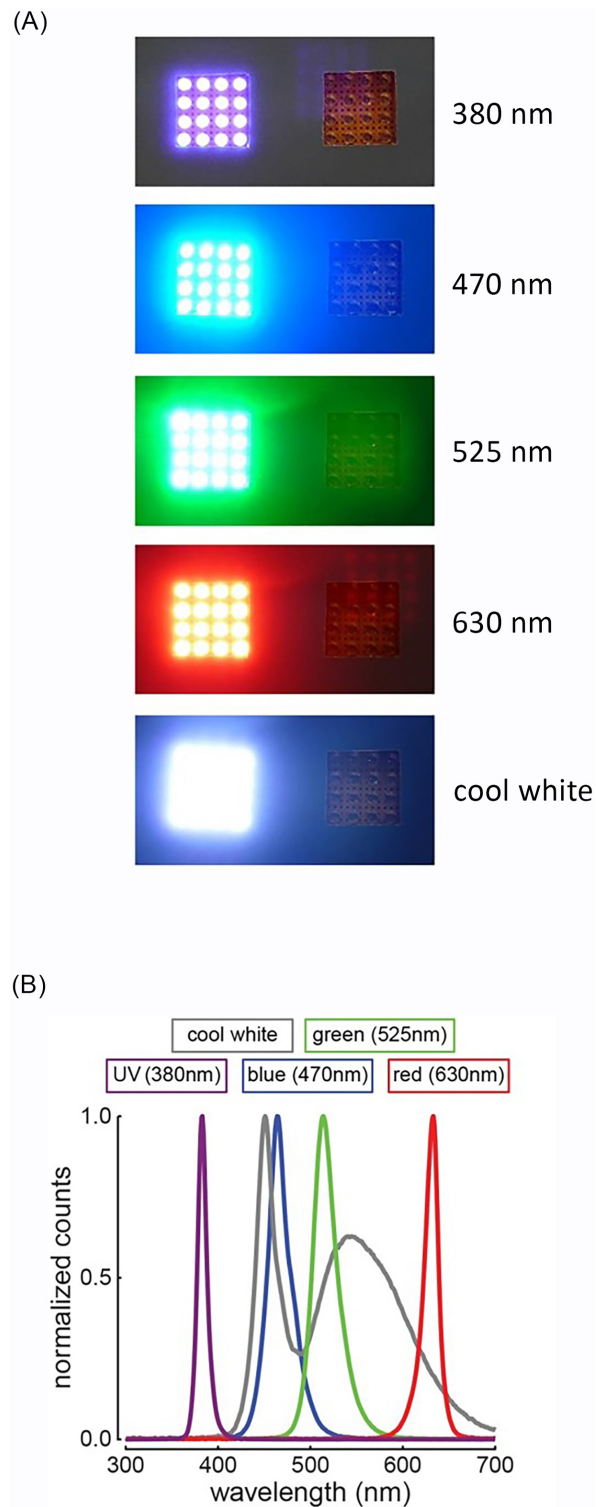 (A)
380 nm
470 nm
525 nm
630 nm
cool white
(B)
cool white
green (525nm)
UV (380nm)
blue (470nm)
red (630nm)
1.0
0.5
0.0
normalized counts
300
400
500
600
700
wavelength (nm)